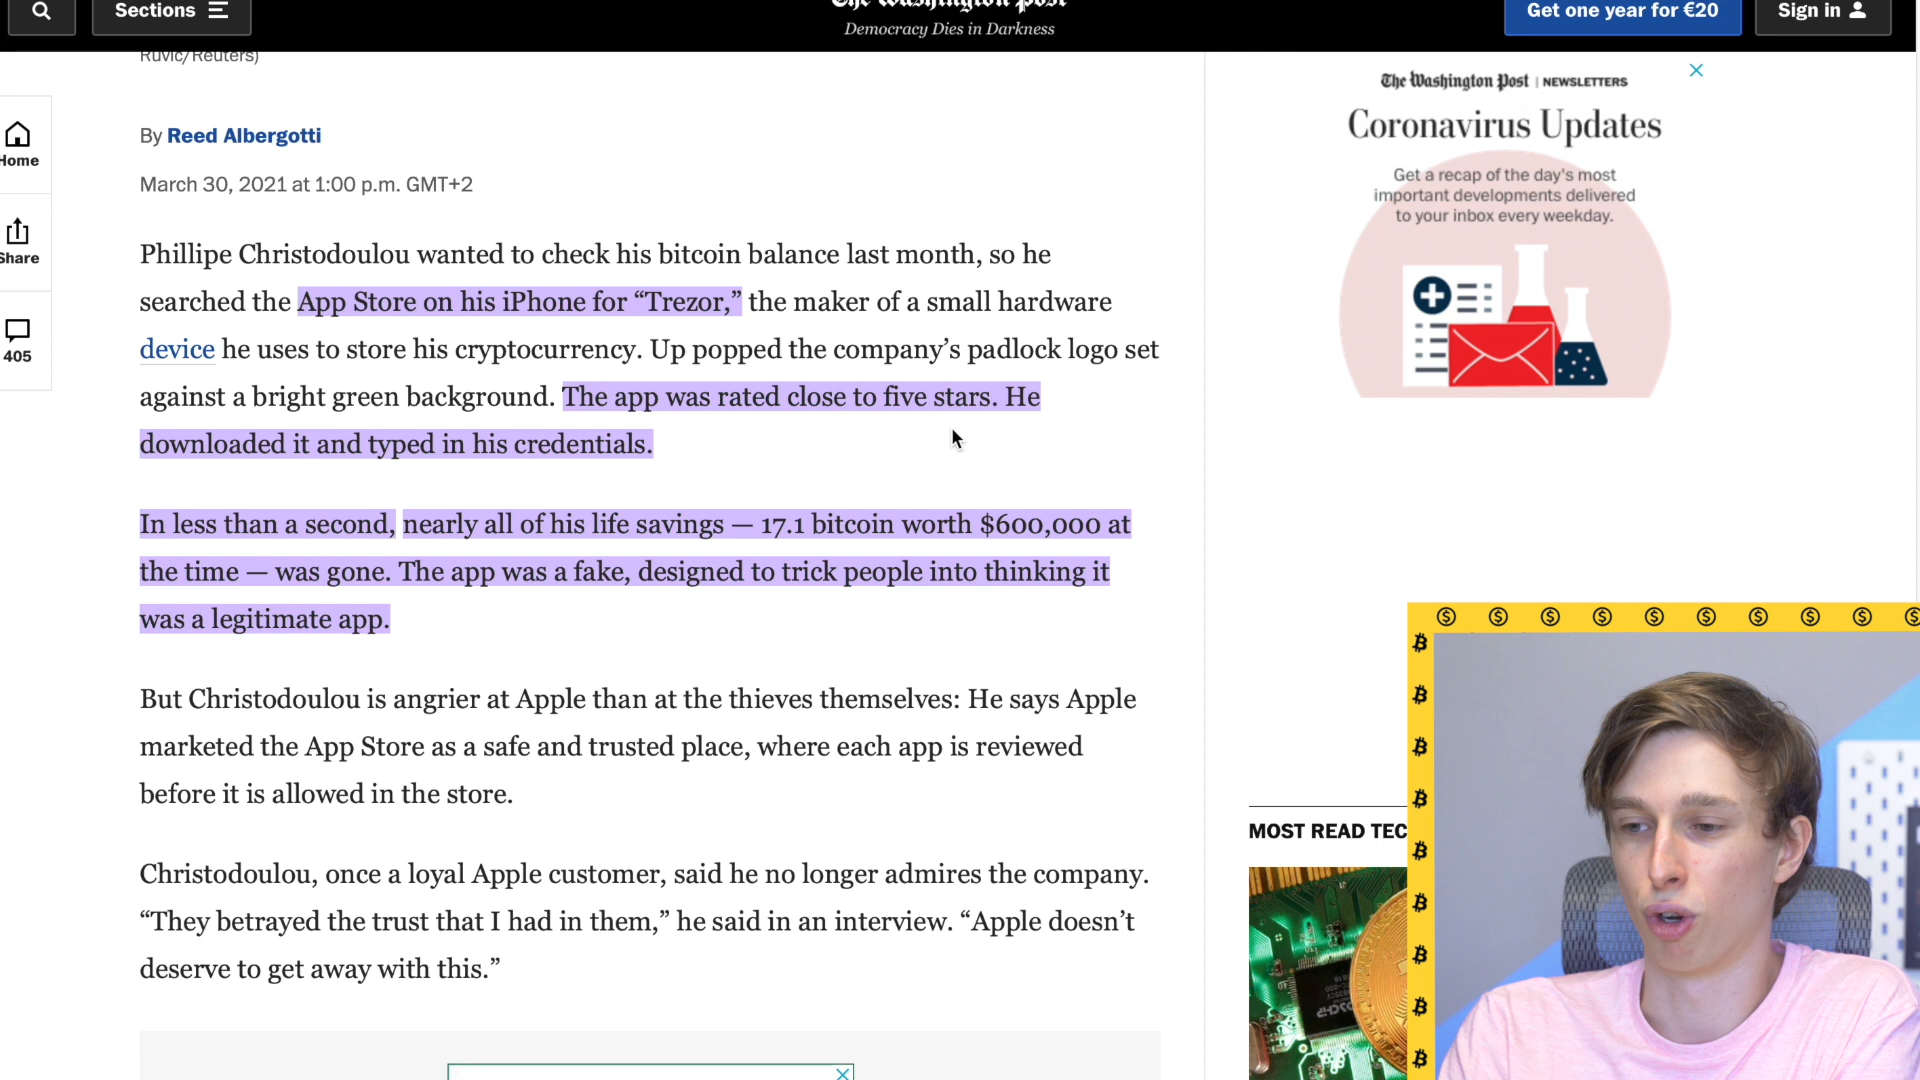 Sections
The Washington Post
Democracy Dies in Darkness
Get one year for €20
Sign in
Ruvic/Reuters)
Home
Share
405
By Reed Albergotti
March 30, 2021 at 1:00 p.m. GMT+2
Phillipe Christodoulou wanted to check his bitcoin balance last month, so he
searched the App Store on his iPhone for “Trezor,” the maker of a small hardware
device he uses to store his cryptocurrency. Up popped the company’s padlock logo set
against a bright green background. The app was rated close to five stars. He
downloaded it and typed in his credentials.
In less than a second, nearly all of his life savings — 17.1 bitcoin worth $600,000 at
the time — was gone. The app was a fake, designed to trick people into thinking it
was a legitimate app.
But Christodoulou is angrier at Apple than at the thieves themselves: He says Apple
marketed the App Store as a safe and trusted place, where each app is reviewed
before it is allowed in the store.
Christodoulou, once a loyal Apple customer, said he no longer admires the company.
“They betrayed the trust that I had in them,” he said in an interview. “Apple doesn’t
deserve to get away with this.”
The Washington Post | NEWSLETTERS
Coronavirus Updates
Get a recap of the day's most
important developments delivered
to your inbox every weekday.
MOST READ TEC